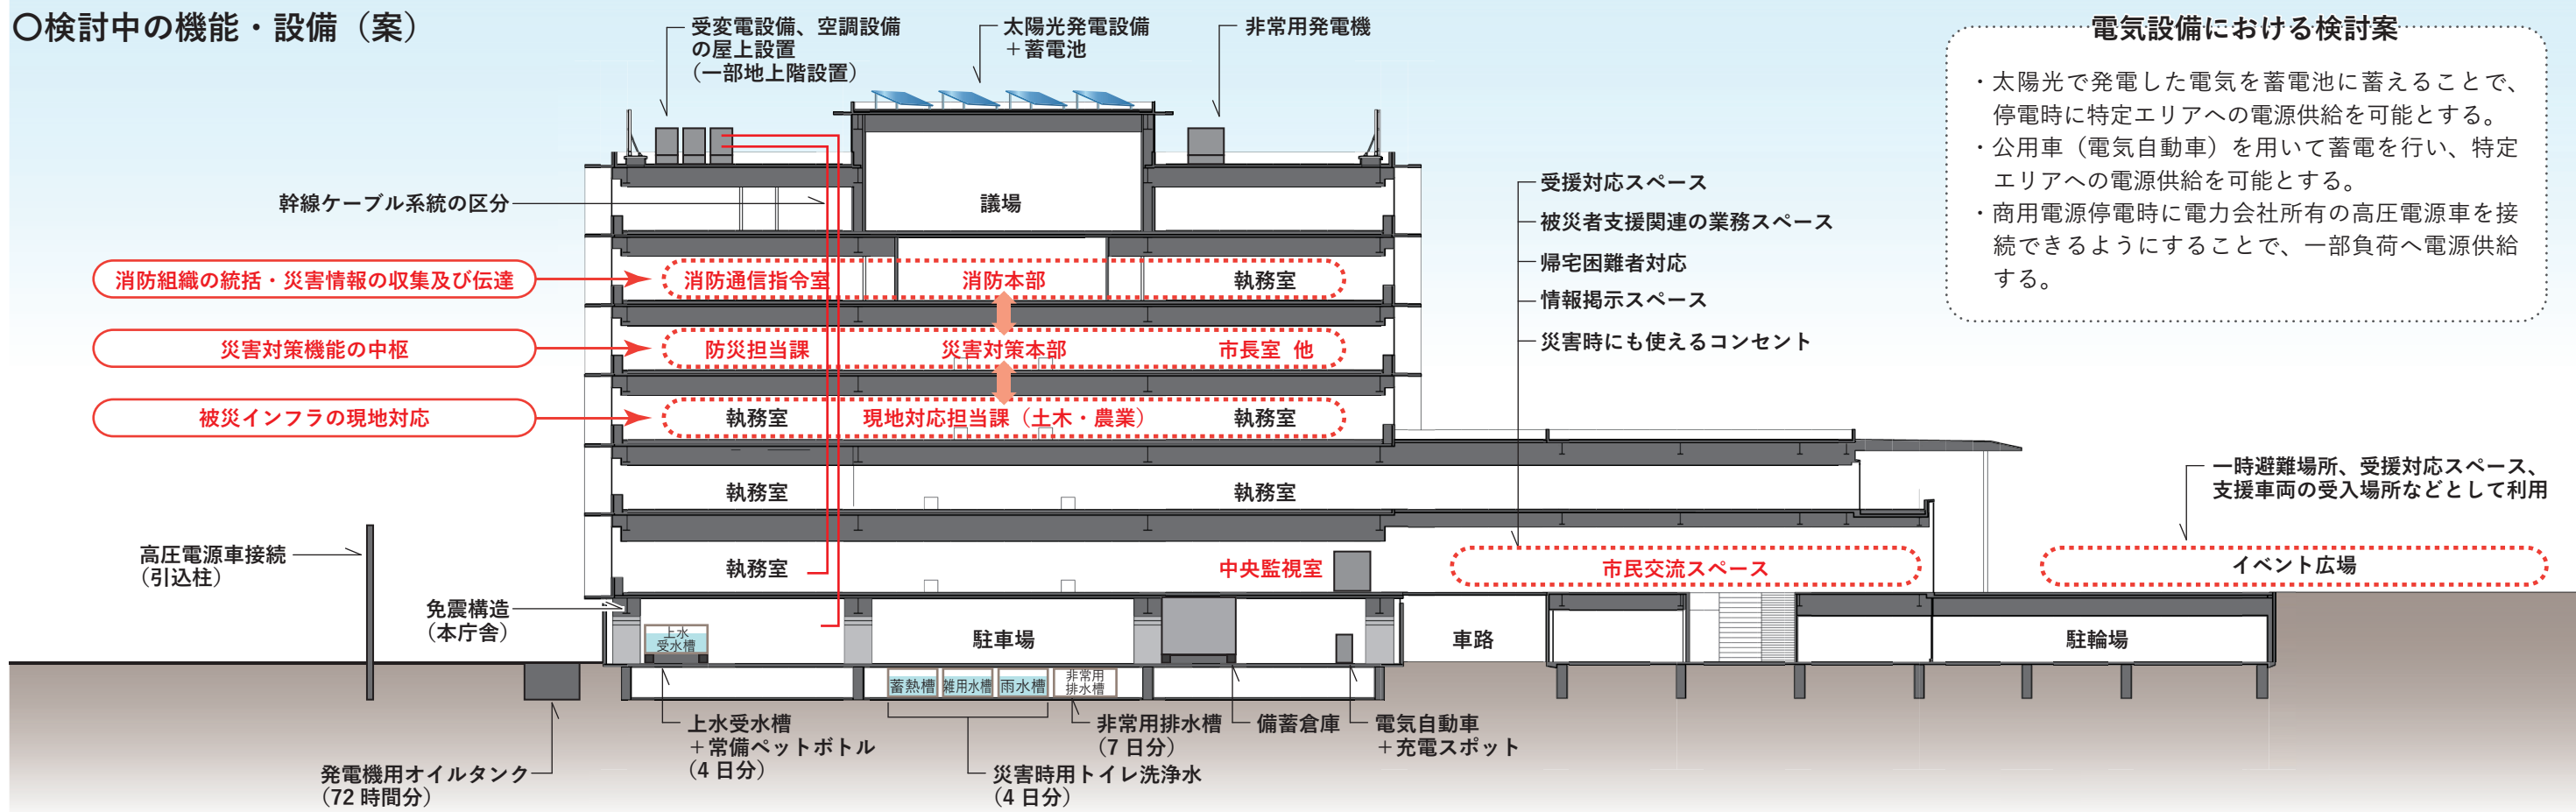 〇検討中の機能・設備（案）
受変電設備、空調設備
の屋上設置
（一部地上階設置）
太陽光発電設備
＋蓄電池
非常用発電機
電気設備における検討案
・太陽光で発電した電気を蓄電池に蓄えることで、
停電時に特定エリアへの電源供給を可能とする。
・公用車（電気自動車）を用いて蓄電を行い、特定
エリアへの電源供給を可能とする。
・商用電源停電時に電力会社所有の高圧電源車を接
続できるようにすることで、一部負荷へ電源供給
する。
幹線ケーブル系統の区分
議場
受援対応スペース
被災者支援関連の業務スペース
帰宅困難者対応
情報掲示スペース
災害時にも使えるコンセント
消防組織の統括・災害情報の収集及び伝達
消防通信指令室
消防本部
執務室
災害対策機能の中枢
防災担当課
災害対策本部
市長室 他
被災インフラの現地対応
執務室
現地対応担当課（土木・農業）
執務室
執務室
執務室
一時避難場所、受援対応スペース、
支援車両の受入場所などとして利用
高圧電源車接続
（引込柱）
執務室
中央監視室
市民交流スペース
イベント広場
免震構造
（本庁舎）
上水
受水槽
駐車場
車路
駐輪場
蓄熱槽
雑用水槽
雨水槽
非常用
排水槽
上水受水槽
＋常備ペットボトル
（4 日分）
非常用排水槽
（7 日分）
備蓄倉庫
電気自動車
＋充電スポット
発電機用オイルタンク
（72 時間分）
災害時用トイレ洗浄水
（4 日分）